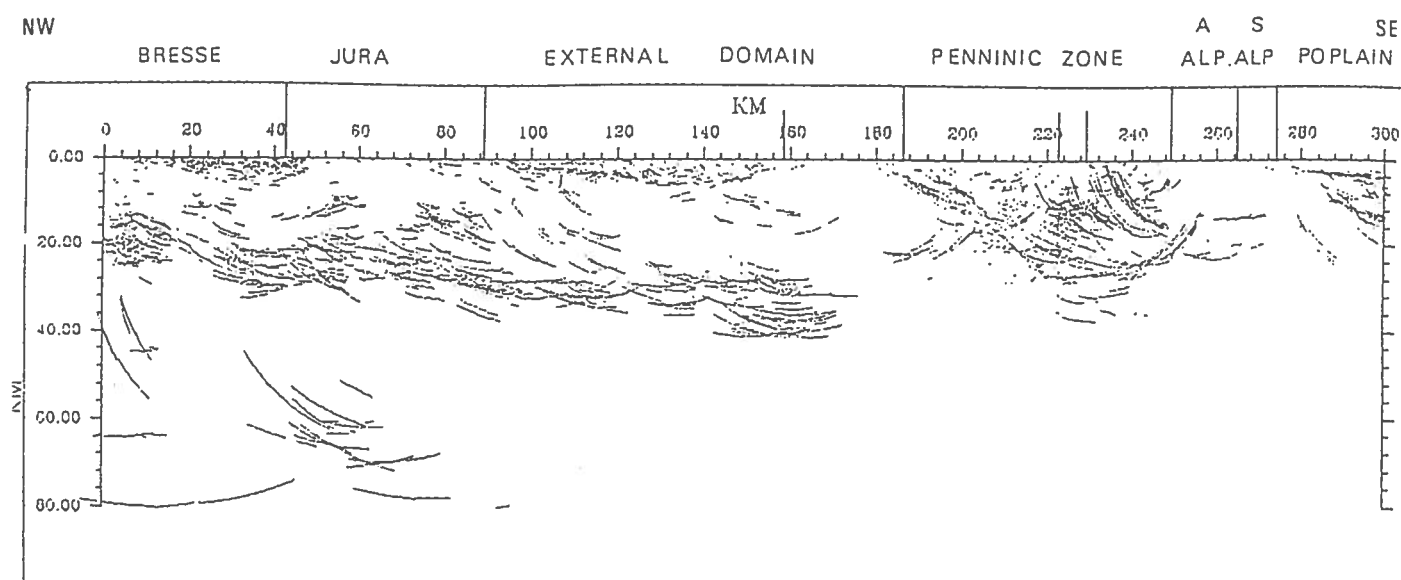 NW A S SE
BRESSE JURA EXTERNAL DOMAIN PENNINIC ZONE ALP. ALP POPLAIN
KM
0 20 40 60 80 100 120 140 160 180 200 220 240 260 280 300
0.00
20.00
40.00
60.00
80.00
KM